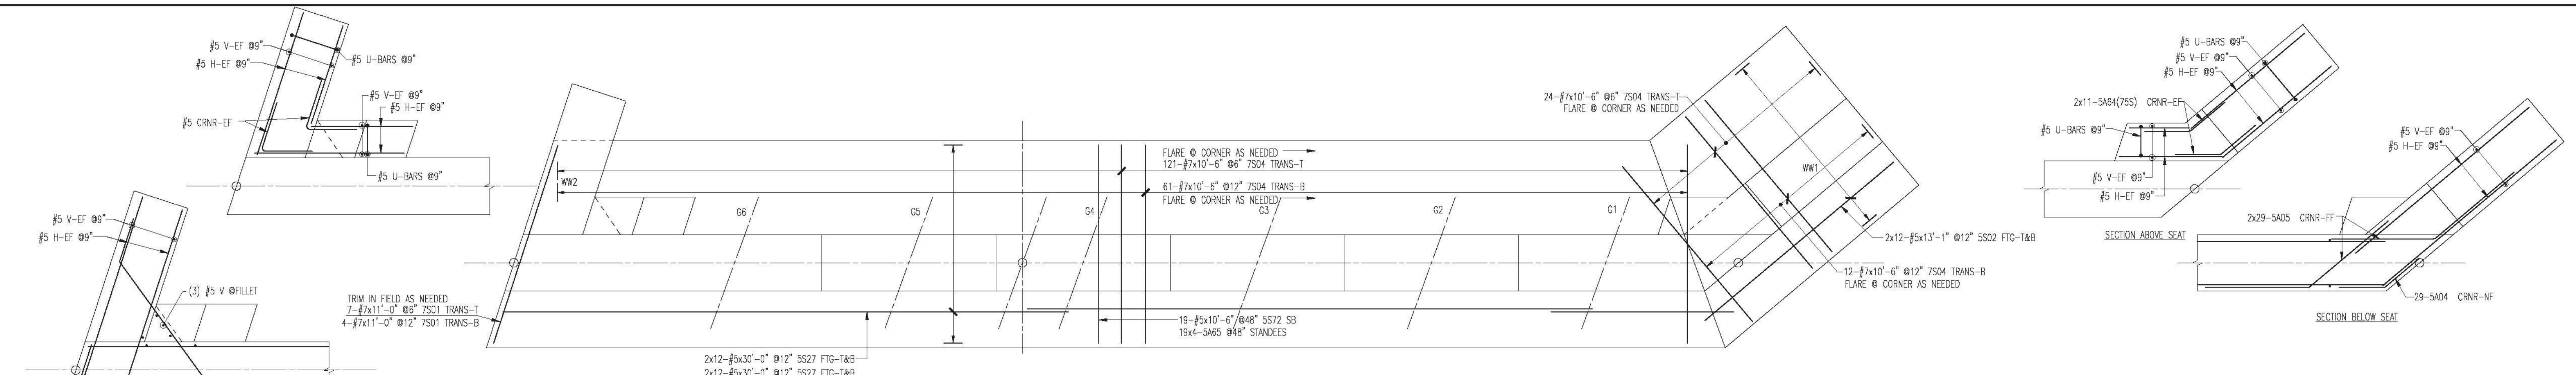 #5 V-EF @9"
#5 H-EF @9"
#5 U-BARS @9"
#5 V-EF @9"
#5 H-EF @9"
#5 CRNR-EF
#5 U-BARS @9"
#5 V-EF @9"
#5 H-EF @9"
(3) #5 V @FILLET
WW2
FLARE @ CORNER AS NEEDED
121-#7x10'-6" @6" 7S04 TRANS-T
61-#7x10'-6" @12" 7S04 TRANS-B
FLARE @ CORNER AS NEEDED
G6
G5
G4
G3
G2
G1
TRIM IN FIELD AS NEEDED
7-#7x11'-0" @6" 7S01 TRANS-T
4-#7x11'-0" @12" 7S01 TRANS-B
19-#5x10'-6" @48" 5S72 SB
19x4-5A65 @48" STANDEES
2x12-#5x30'-0" @12" 5S27 FTG-T&B
2x12-#5x30'-0" @12" 5S27 FTG-T&B
24-#7x10'-6" @6" 7S04 TRANS-T
FLARE @ CORNER AS NEEDED
WW1
2x12-#5x13'-1" @12" 5S02 FTG-T&B
12-#7x10'-6" @12" 7S04 TRANS-B
FLARE @ CORNER AS NEEDED
#5 U-BARS @9"
#5 V-EF @9"
#5 H-EF @9"
2x11-5A64(75S) CRNR-EF
#5 U-BARS @9"
#5 V-EF @9"
#5 H-EF @9"
SECTION ABOVE SEAT
#5 V-EF @9"
#5 H-EF @9"
2x29-5A05 CRNR-FF
29-5A04 CRNR-NF
SECTION BELOW SEAT